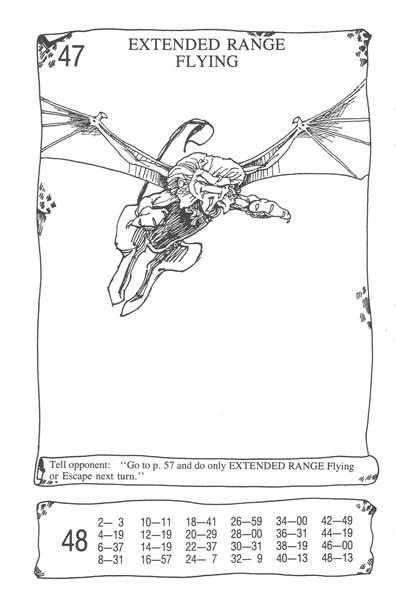 47
EXTENDED RANGE
FLYING
Tell opponent: "Go to p. 57 and do only EXTENDED RANGE Flying
or Escape next turn."
48
2— 3 10—11 18—41 26—59 34—00 42—49
4—19 12—19 20—29 28—00 36—31 44—19
6—37 14—19 22—37 30—31 38—19 46—00
8—31 16—57 24— 7 32— 9 40—13 48—13